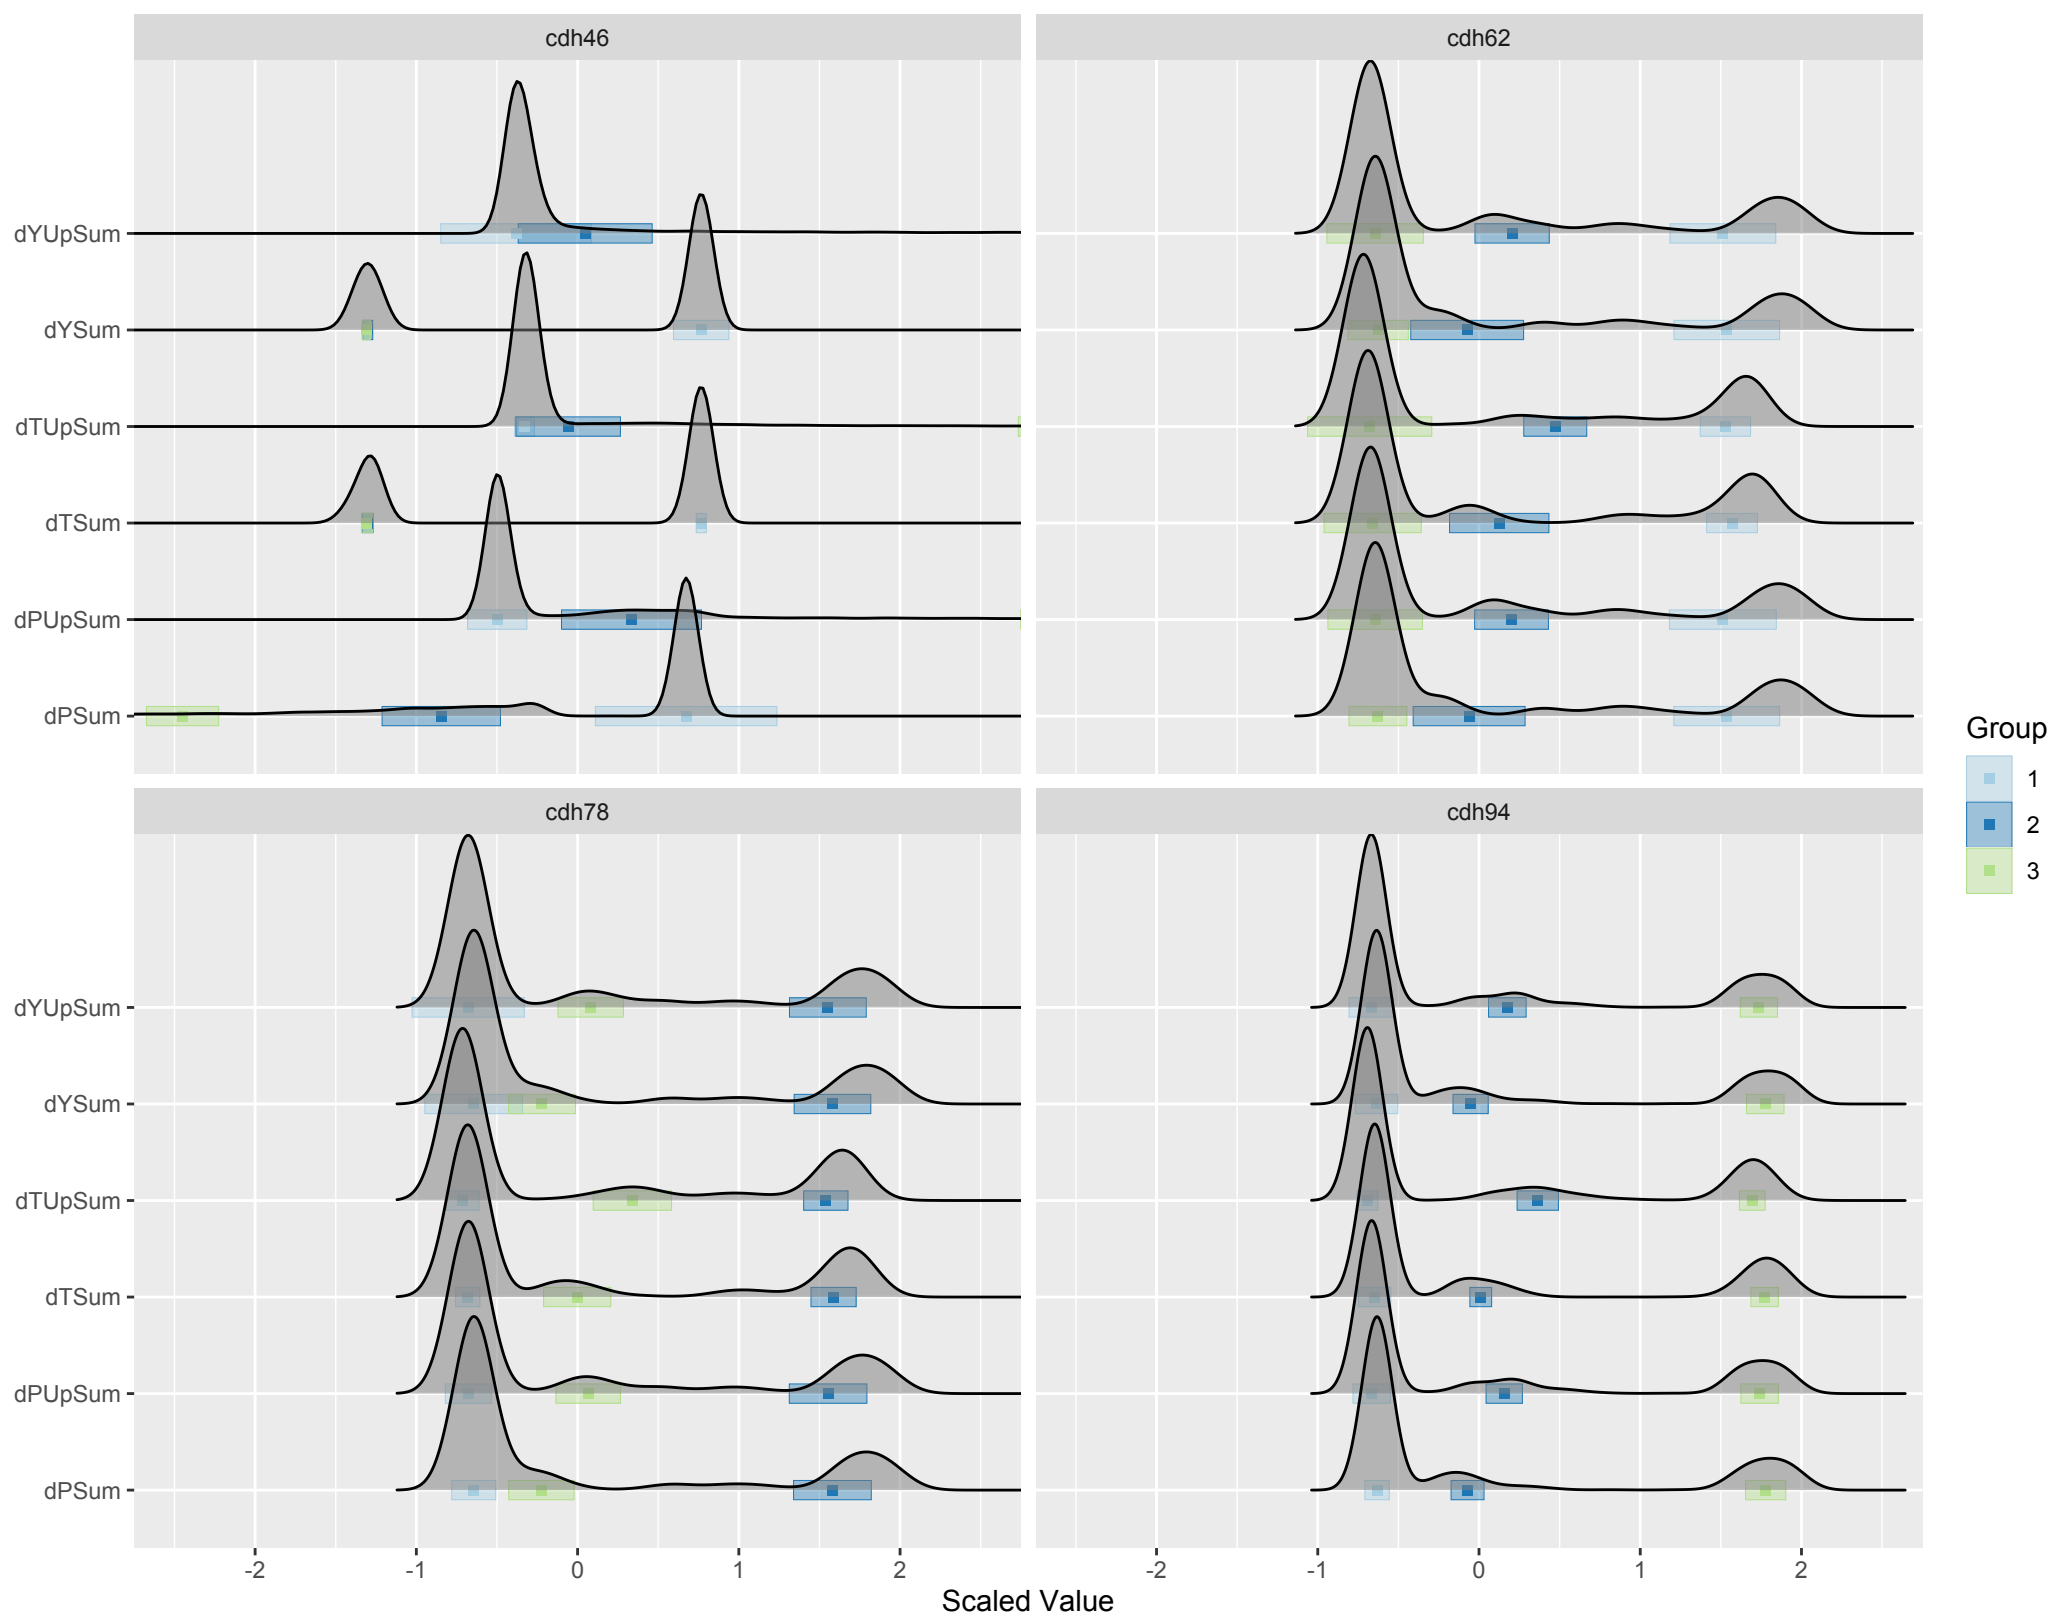 cdh46
cdh62
dYUpSum
dYSum
dTUpSum
dTSum
dPUpSum
dPSum
cdh78
cdh94
dYUpSum
dYSum
dTUpSum
dTSum
dPUpSum
dPSum
-2 -1 0 1 2
-2 -1 0 1 2
Scaled Value
Group
1
2
3